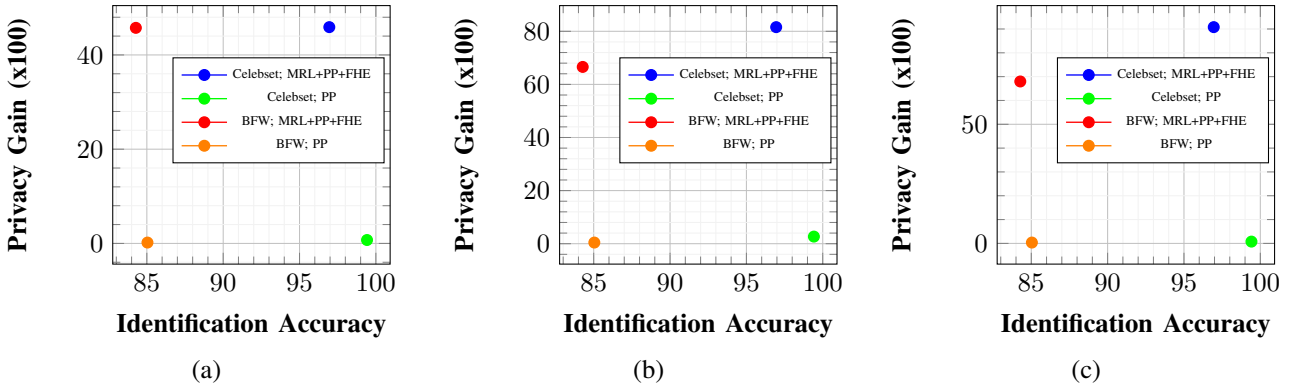 Privacy Gain (x100)
40
20
0
85 90 95 100
Identification Accuracy
Celebset; MRL+PP+FHE
Celebset; PP
BFW; MRL+PP+FHE
BFW; PP
(a)
Privacy Gain (x100)
80
60
40
20
0
85 90 95 100
Identification Accuracy
Celebset; MRL+PP+FHE
Celebset; PP
BFW; MRL+PP+FHE
BFW; PP
(b)
Privacy Gain (x100)
50
0
85 90 95 100
Identification Accuracy
Celebset; MRL+PP+FHE
Celebset; PP
BFW; MRL+PP+FHE
BFW; PP
(c)